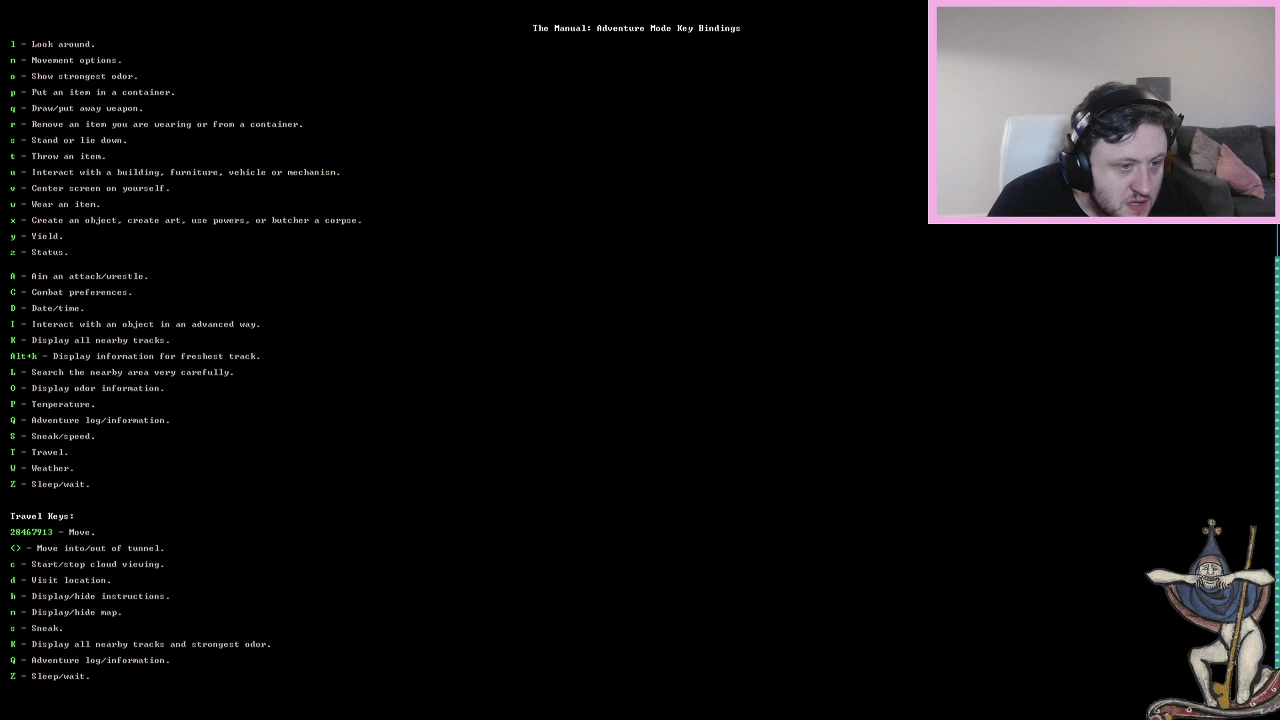 The Manual: Adventure Mode Key Bindings
l - Look around.
m - Movement options.
o - Show strongest odor.
p - Put an item in a container.
q - Draw/put away weapon.
r - Remove an item you are wearing or from a container.
s - Stand or lie down.
t - Throw an item.
u - Interact with a building, furniture, vehicle or mechanism.
v - Center screen on yourself.
w - Wear an item.
x - Create an object, create art, use powers, or butcher a corpse.
y - Yield.
z - Status.
A - Aim an attack/wrestle.
C - Combat preferences.
D - Date/time.
I - Interact with an object in an advanced way.
K - Display all nearby tracks.
Alt+k - Display information for freshest track.
L - Search the nearby area very carefully.
O - Display odor information.
P - Temperature.
Q - Adventure log/information.
S - Sneak/speed.
T - Travel.
W - Weather.
Z - Sleep/wait.
Travel Keys:
28467913 - Move.
<> - Move into/out of tunnel.
c - Start/stop cloud viewing.
d - Visit location.
h - Display/hide instructions.
m - Display/hide map.
s - Sneak.
K - Display all nearby tracks and strongest odor.
Q - Adventure log/information.
Z - Sleep/wait.